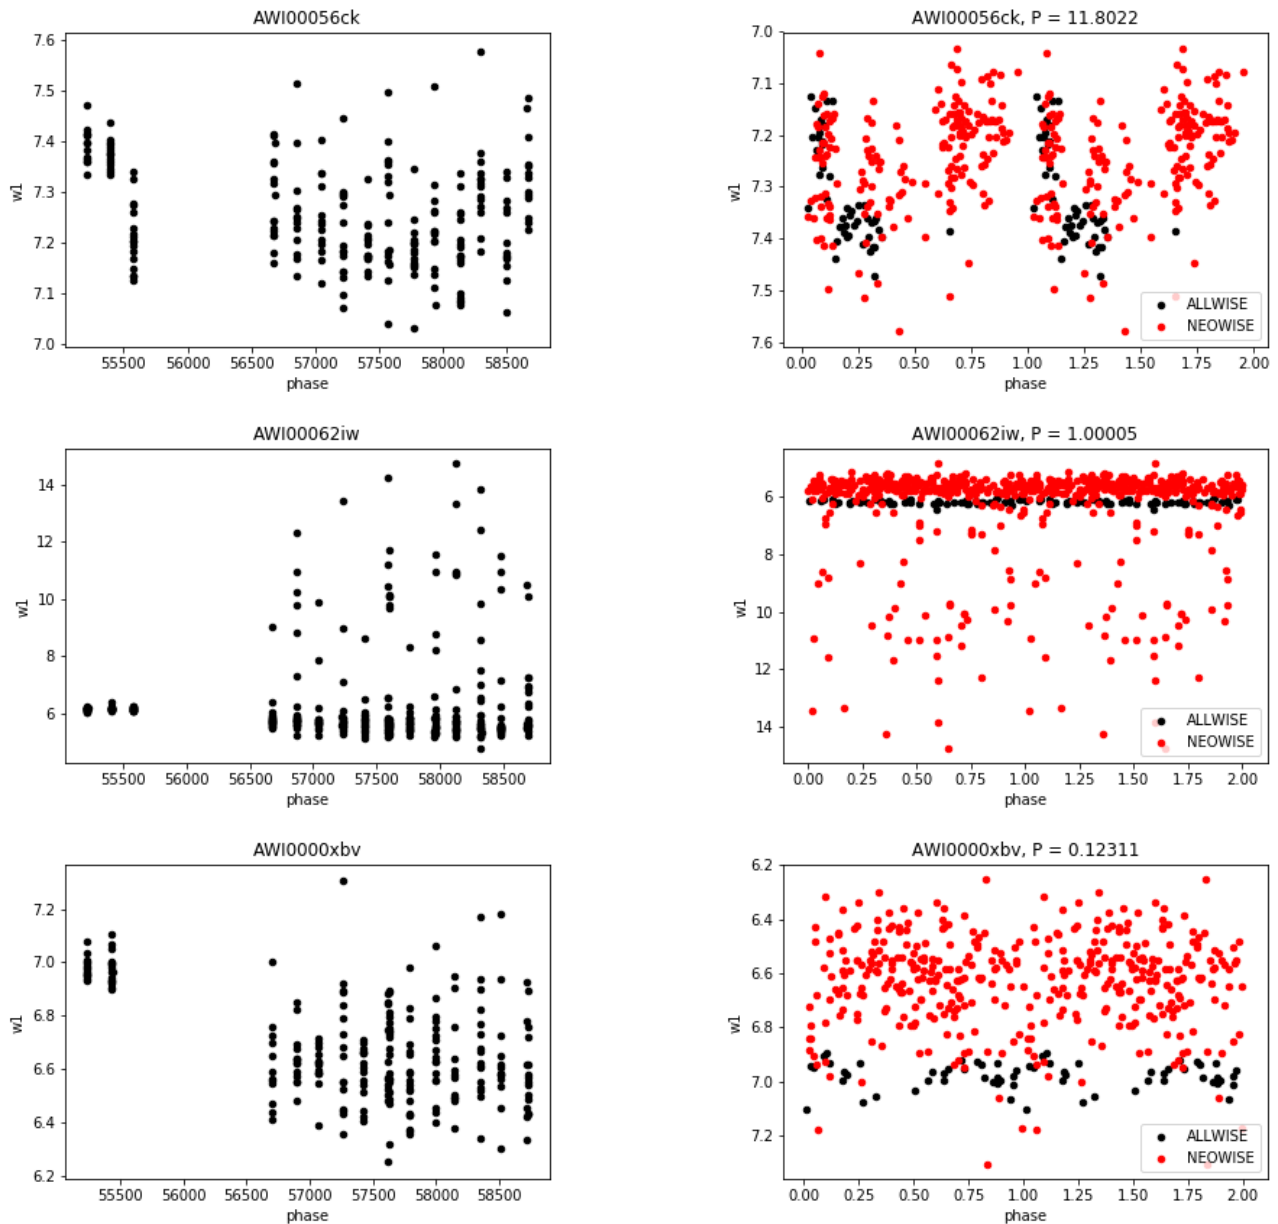 AWI00056ck
7.6
7.5
7.4
7.3
7.2
7.1
7.0
w1
55500 56000 56500 57000 57500 58000 58500
phase
AWI00056ck, P = 11.8022
7.0
7.1
7.2
7.3
7.4
7.5
7.6
w1
ALLWISE
NEOWISE
0.00 0.25 0.50 0.75 1.00 1.25 1.50 1.75 2.00
phase
AWI00062iw
14
12
10
8
6
w1
55500 56000 56500 57000 57500 58000 58500
phase
AWI00062iw, P = 1.00005
6
8
10
12
14
w1
ALLWISE
NEOWISE
0.00 0.25 0.50 0.75 1.00 1.25 1.50 1.75 2.00
phase
AWI0000xbv
7.2
7.0
6.8
6.6
6.4
6.2
w1
55500 56000 56500 57000 57500 58000 58500
phase
AWI0000xbv, P = 0.12311
6.2
6.4
6.6
6.8
7.0
7.2
w1
ALLWISE
NEOWISE
0.00 0.25 0.50 0.75 1.00 1.25 1.50 1.75 2.00
phase